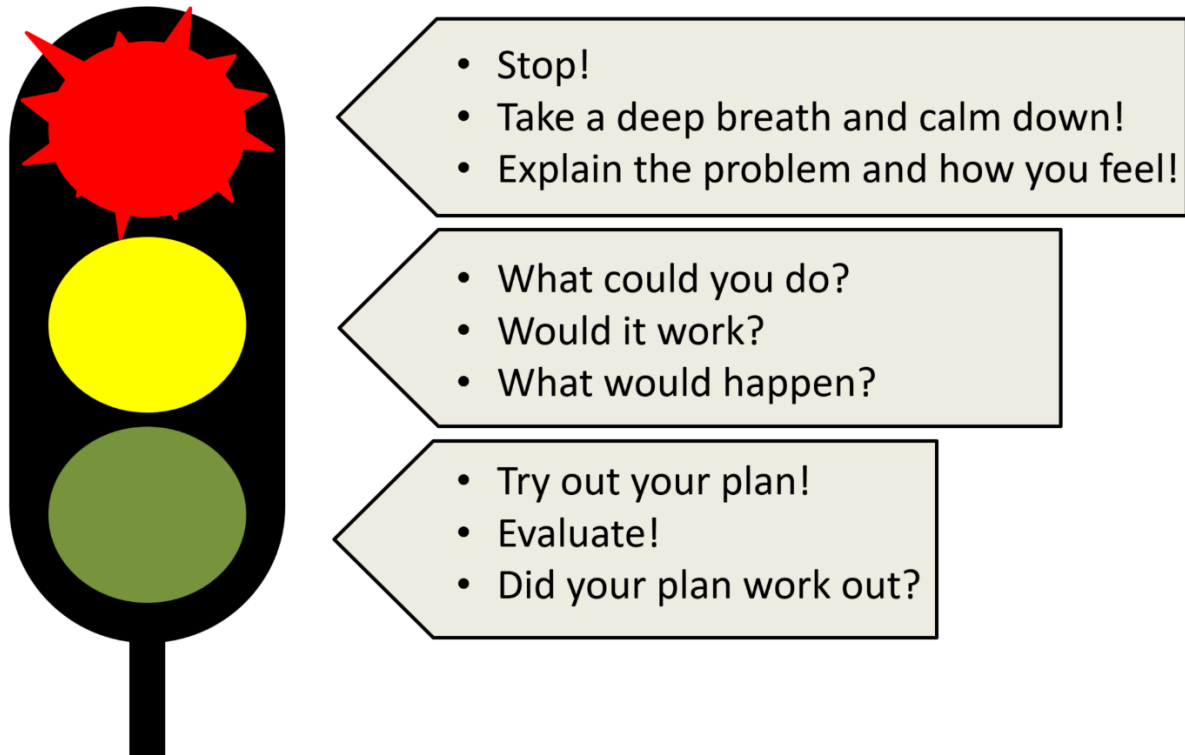 • Stop!
• Take a deep breath and calm down!
• Explain the problem and how you feel!
• What could you do?
• Would it work?
• What would happen?
• Try out your plan!
• Evaluate!
• Did your plan work out?